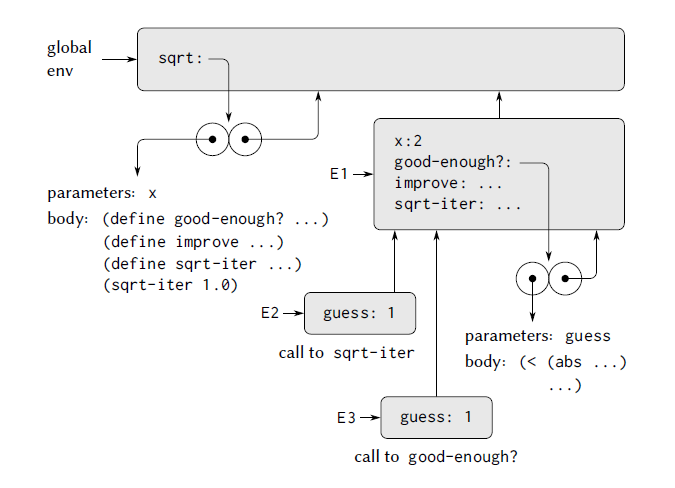 global
env
sqrt:
x:2
good-enough?:
improve: ...
sqrt-iter: ...
E1
parameters: x
body: (define good-enough? ...)
(define improve ...)
(define sqrt-iter ...)
(sqrt-iter 1.0)
E2
guess: 1
call to sqrt-iter
parameters: guess
body: (< (abs ...)
...)
E3
guess: 1
call to good-enough?